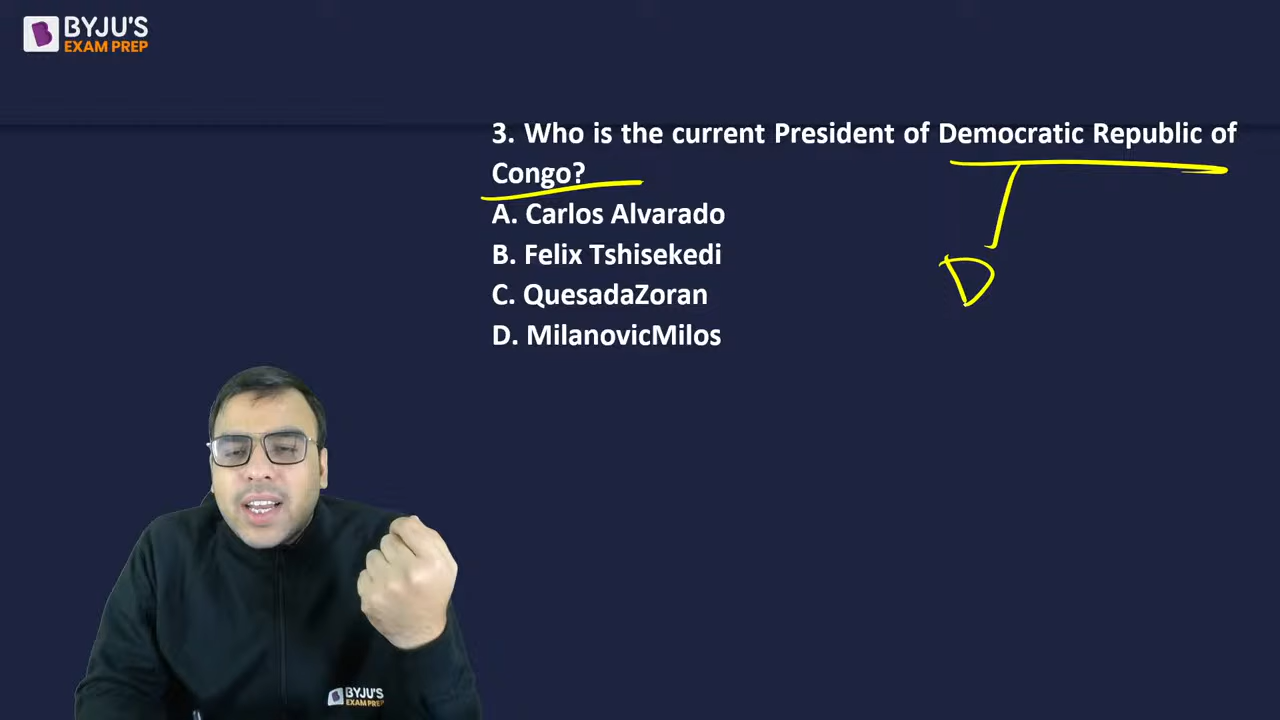 BYJU'S
EXAM PREP
3. Who is the current President of Democratic Republic of
Congo?
A. Carlos Alvarado
B. Felix Tshisekedi
C. QuesadaZoran
D. MilanovicMilos
D
BYJU'S
EXAM PREP